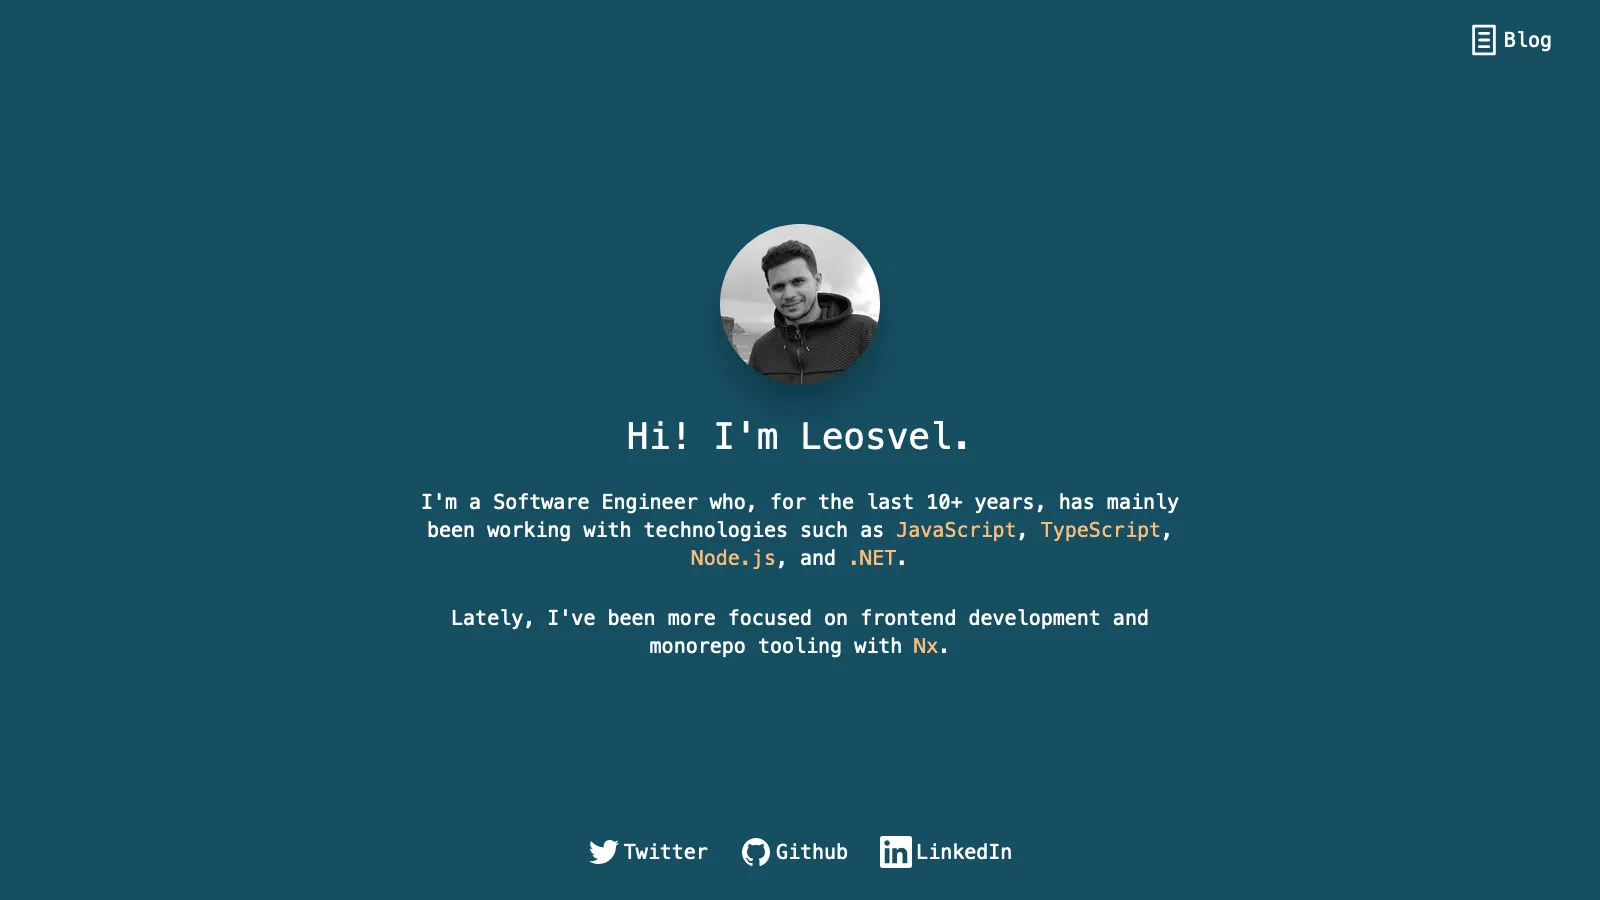 Blog
Hi! I'm Leosvel.
I'm a Software Engineer who, for the last 10+ years, has mainly
been working with technologies such as JavaScript, TypeScript,
Node.js, and .NET.
Lately, I've been more focused on frontend development and
monorepo tooling with Nx.
Twitter Github LinkedIn